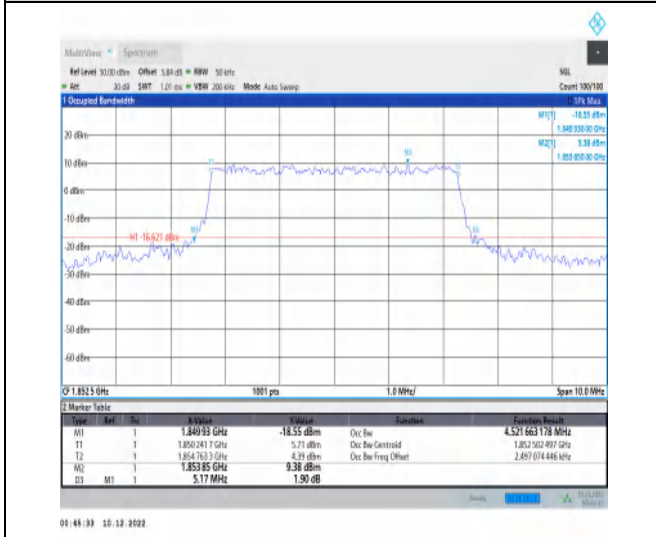 MultiView Spectrum
Ref Level 30.00 dBm Offset 5.84 dB RBW 50 kHz SGL
Att 30 dB SWT 1.01 ms VBW 200 kHz Mode Auto Sweep Count 100/100
1 Occupied Bandwidth 1Pk Max
M1[1] -18.55 dBm
1.849 930 00 GHz
20 dBm
M2[1] 9.38 dBm
1.853 850 00 GHz
10 dBm
0 dBm
-10 dBm
H1 -16.621 dBm
-20 dBm
-30 dBm
-40 dBm
-50 dBm
-60 dBm
CF 1.8525 GHz 1001 pts 1.0 MHz/ Span 10.0 MHz
2 Marker Table
Type Ref Trc X-Value Y-Value Function Function Result
M1 1 1.84993 GHz -18.55 dBm Occ Bw 4.521 663 178 MHz
T1 1 1.850 241 7 GHz 5.71 dBm Occ Bw Centroid 1.852 502 497 GHz
T2 1 1.854 763 3 GHz 4.39 dBm Occ Bw Freq Offset 2.497 074 446 kHz
M2 1 1.85385 GHz 9.38 dBm
D3 M1 1 5.17 MHz 1.90 dB
Ready
00:45:33 10.12.2022